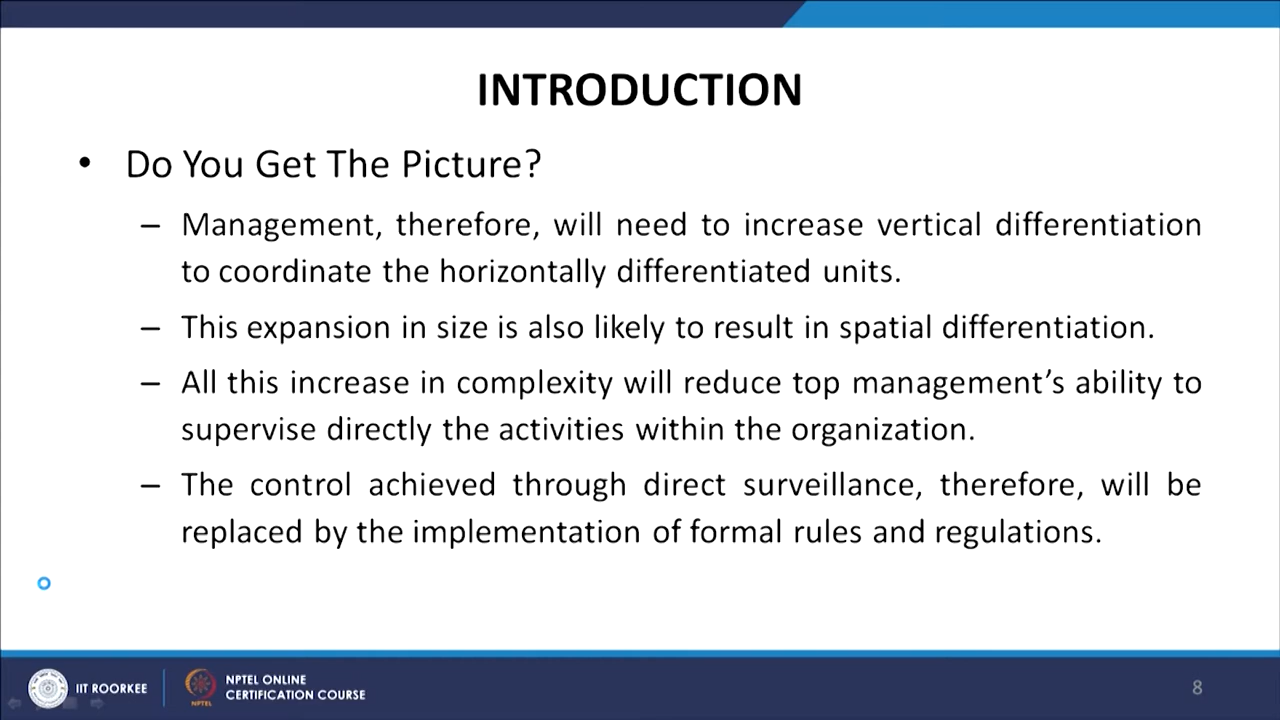 INTRODUCTION
• Do You Get The Picture?
– Management, therefore, will need to increase vertical differentiation
to coordinate the horizontally differentiated units.
– This expansion in size is also likely to result in spatial differentiation.
– All this increase in complexity will reduce top management’s ability to
supervise directly the activities within the organization.
– The control achieved through direct surveillance, therefore, will be
replaced by the implementation of formal rules and regulations.
IIT ROORKEE
NPTEL
NPTEL ONLINE
CERTIFICATION COURSE
8